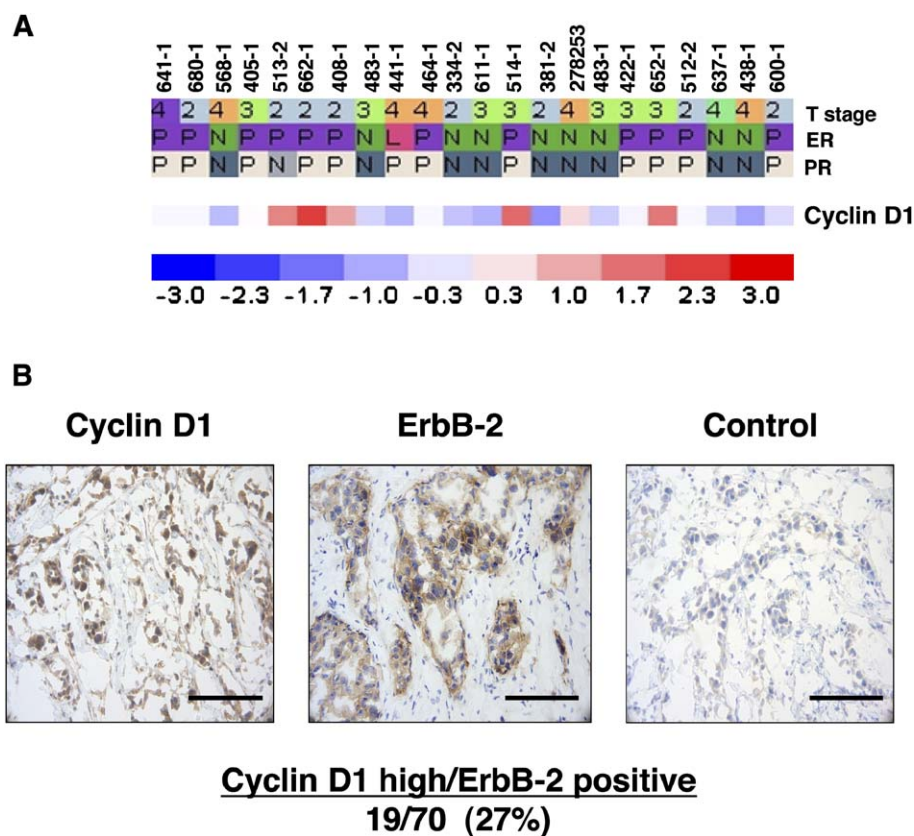 A
641-1 680-1 568-1 405-1 513-2 662-1 408-1 483-1 441-1 464-1 334-2 611-1 514-1 381-2 278253 483-1 422-1 652-1 512-2 637-1 438-1 600-1
4 2 4 3 2 2 2 3 4 4 2 3 3 2 4 3 3 3 2 4 4 2 T stage
P P N P P P P N L P N N P N N N P P P N N P ER
P P N P N P P N P P N N P N N N P P P N N P PR
Cyclin D1
-3.0 -2.3 -1.7 -1.0 -0.3 0.3 1.0 1.7 2.3 3.0
B
Cyclin D1 ErbB-2 Control
Cyclin D1 high/ErbB-2 positive
19/70 (27%)